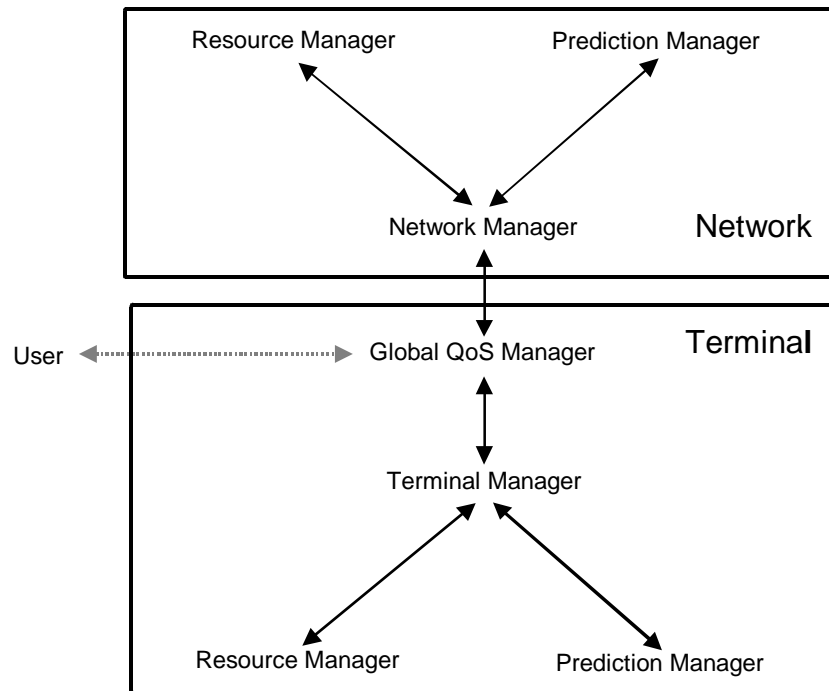 Resource Manager
Prediction Manager
Network Manager
Network
Terminal
User
Global QoS Manager
Terminal Manager
Resource Manager
Prediction Manager